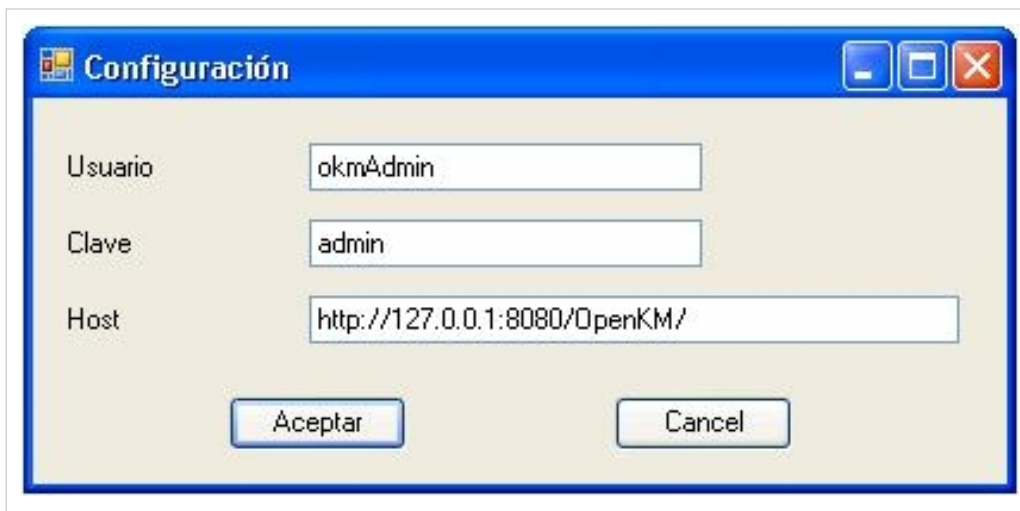 Configuración
Usuario okmAdmin
Clave admin
Host http://127.0.0.1:8080/OpenKM/
Aceptar Cancel